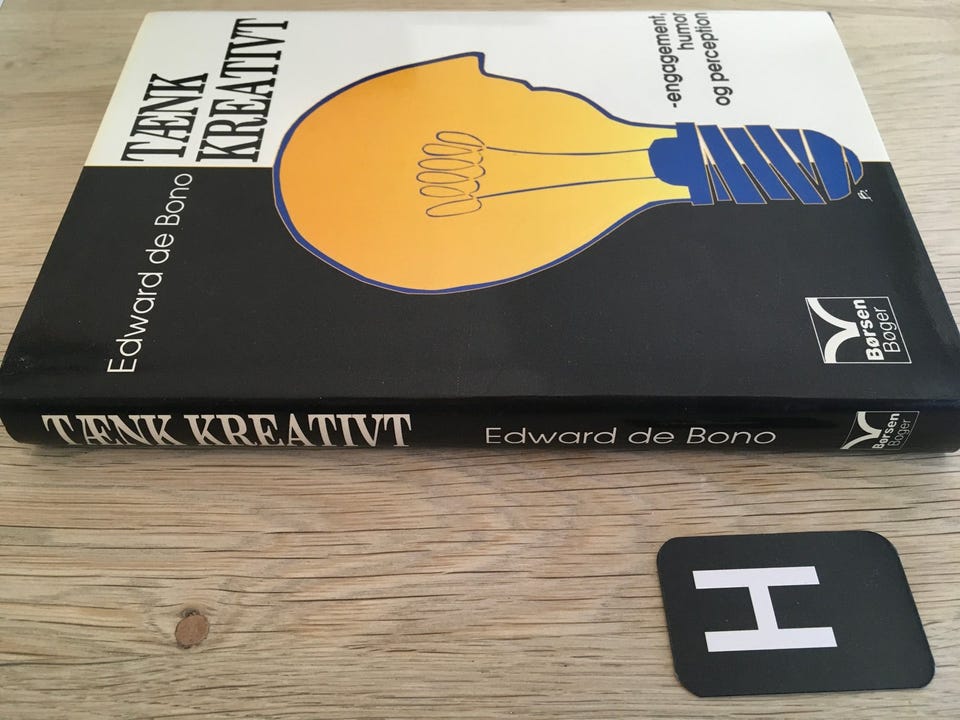 Edward de Bono
TÆNK
KREATIVT
-engagement,
humor
og perception
Børsen
Bøger
TÆNK KREATIVT Edward de Bono
Børsen
Bøger
H